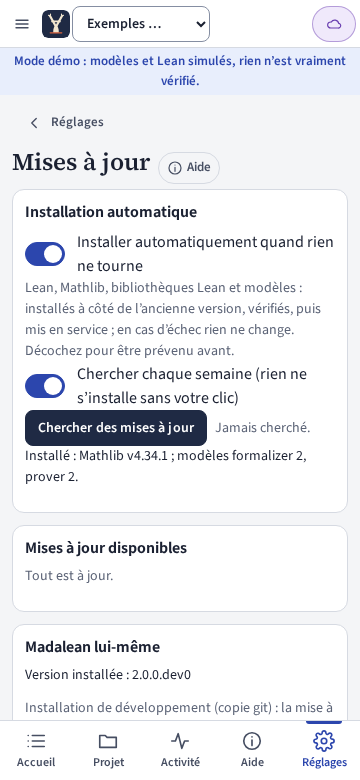 Exemples ...
Mode démo : modèles et Lean simulés, rien n’est vraiment
vérifié.
Réglages
Mises à jour
Aide
Installation automatique
Installer automatiquement quand rien
ne tourne
Lean, Mathlib, bibliothèques Lean et modèles :
installés à côté de l’ancienne version, vérifiés, puis
mis en service ; en cas d’échec rien ne change.
Décochez pour être prévenu avant.
Chercher chaque semaine (rien ne
s’installe sans votre clic)
Chercher des mises à jour
Jamais cherché.
Installé : Mathlib v4.34.1 ; modèles formalizer 2,
prover 2.
Mises à jour disponibles
Tout est à jour.
Madalean lui-même
Version installée : 2.0.0.dev0
Installation de développement (copie git) : la mise à
Accueil
Projet
Activité
Aide
Réglages